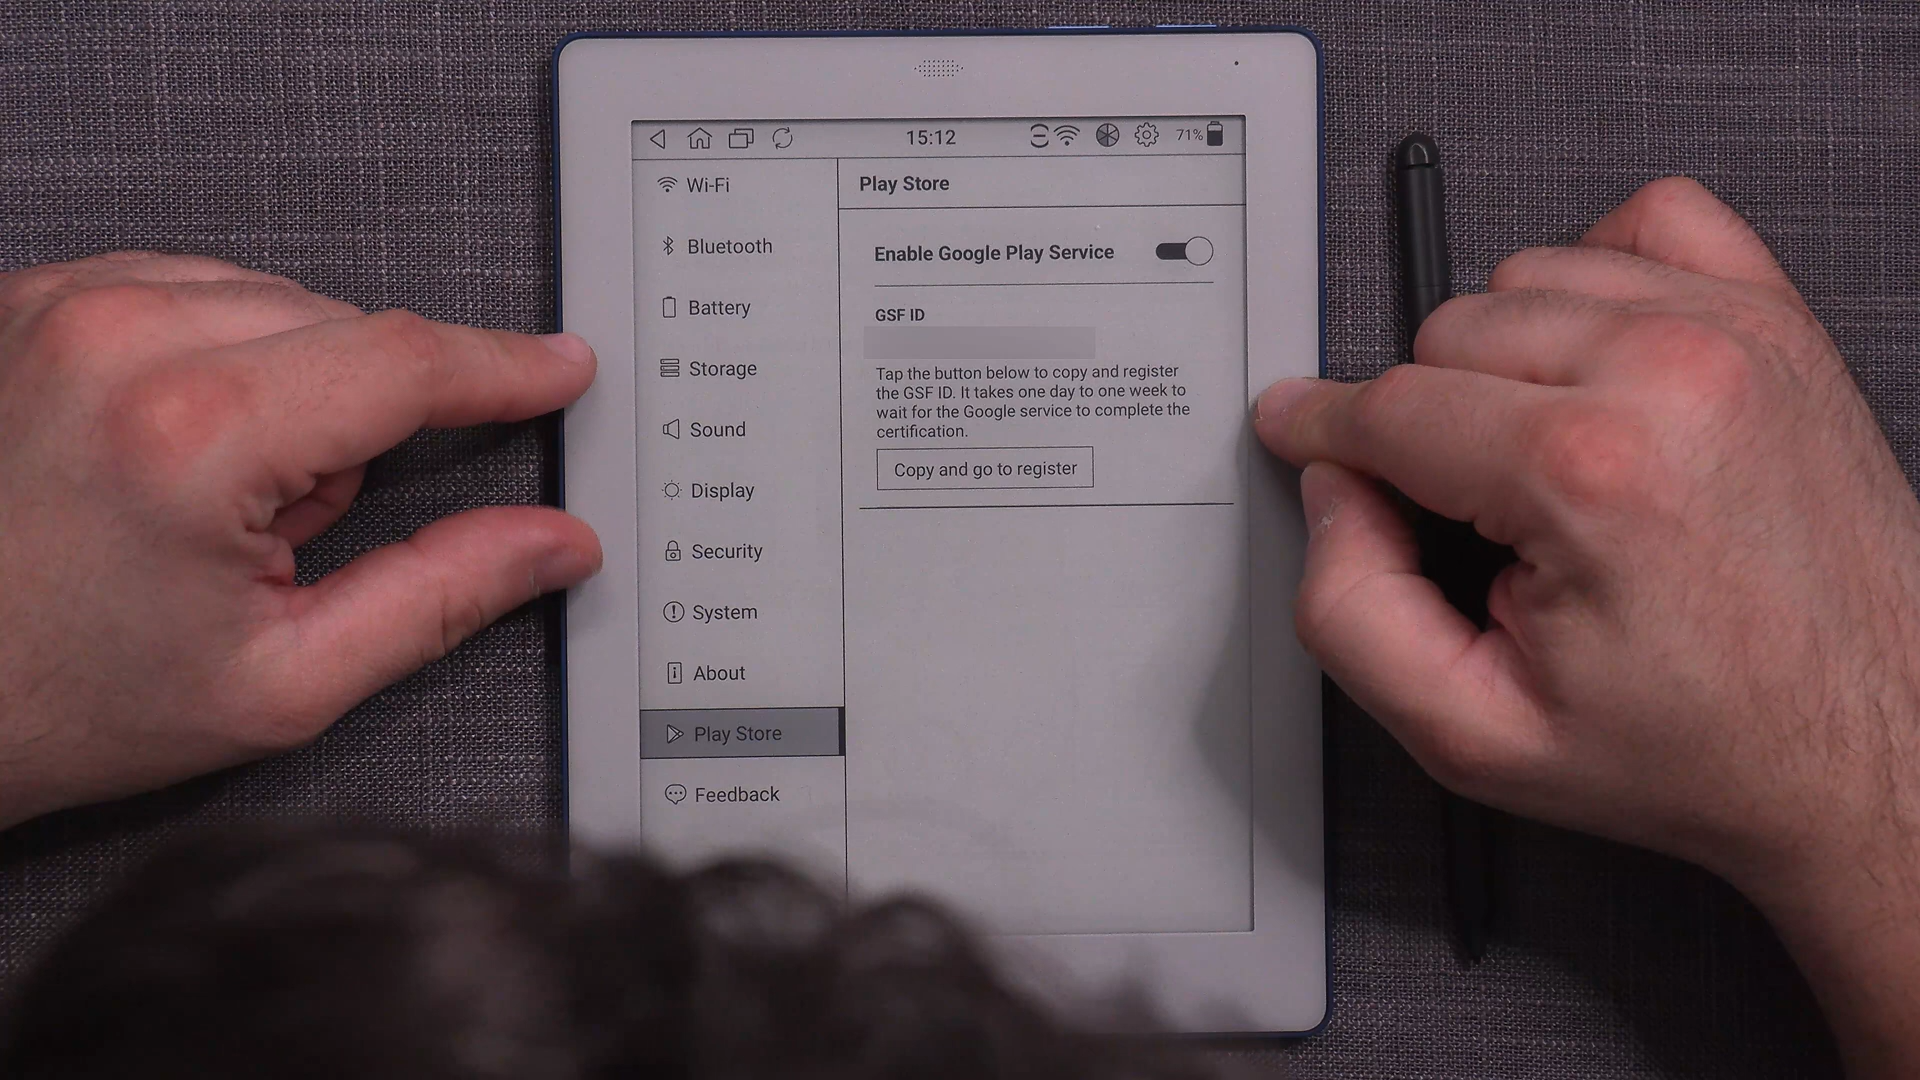 15:12
71%
Wi-Fi
Bluetooth
Battery
Storage
Sound
Display
Security
System
About
Play Store
Feedback
Play Store
Enable Google Play Service
GSF ID
Tap the button below to copy and register
the GSF ID. It takes one day to one week to
wait for the Google service to complete the
certification.
Copy and go to register